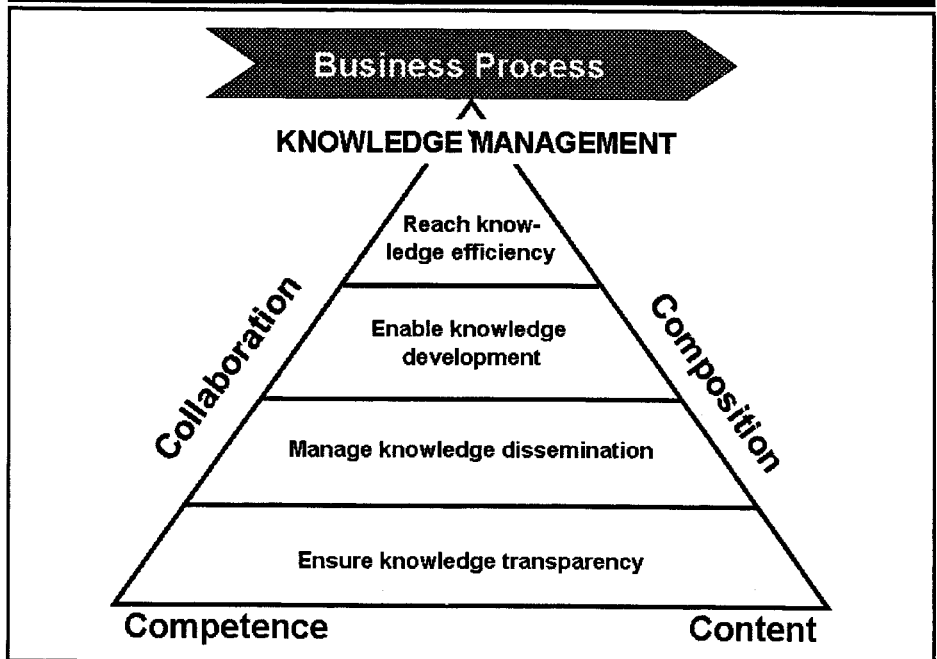 Business Process
KNOWLEDGE MANAGEMENT
Reach know-
ledge efficiency
Enable knowledge
development
Collaboration
Composition
Manage knowledge dissemination
Ensure knowledge transparency
Competence
Content